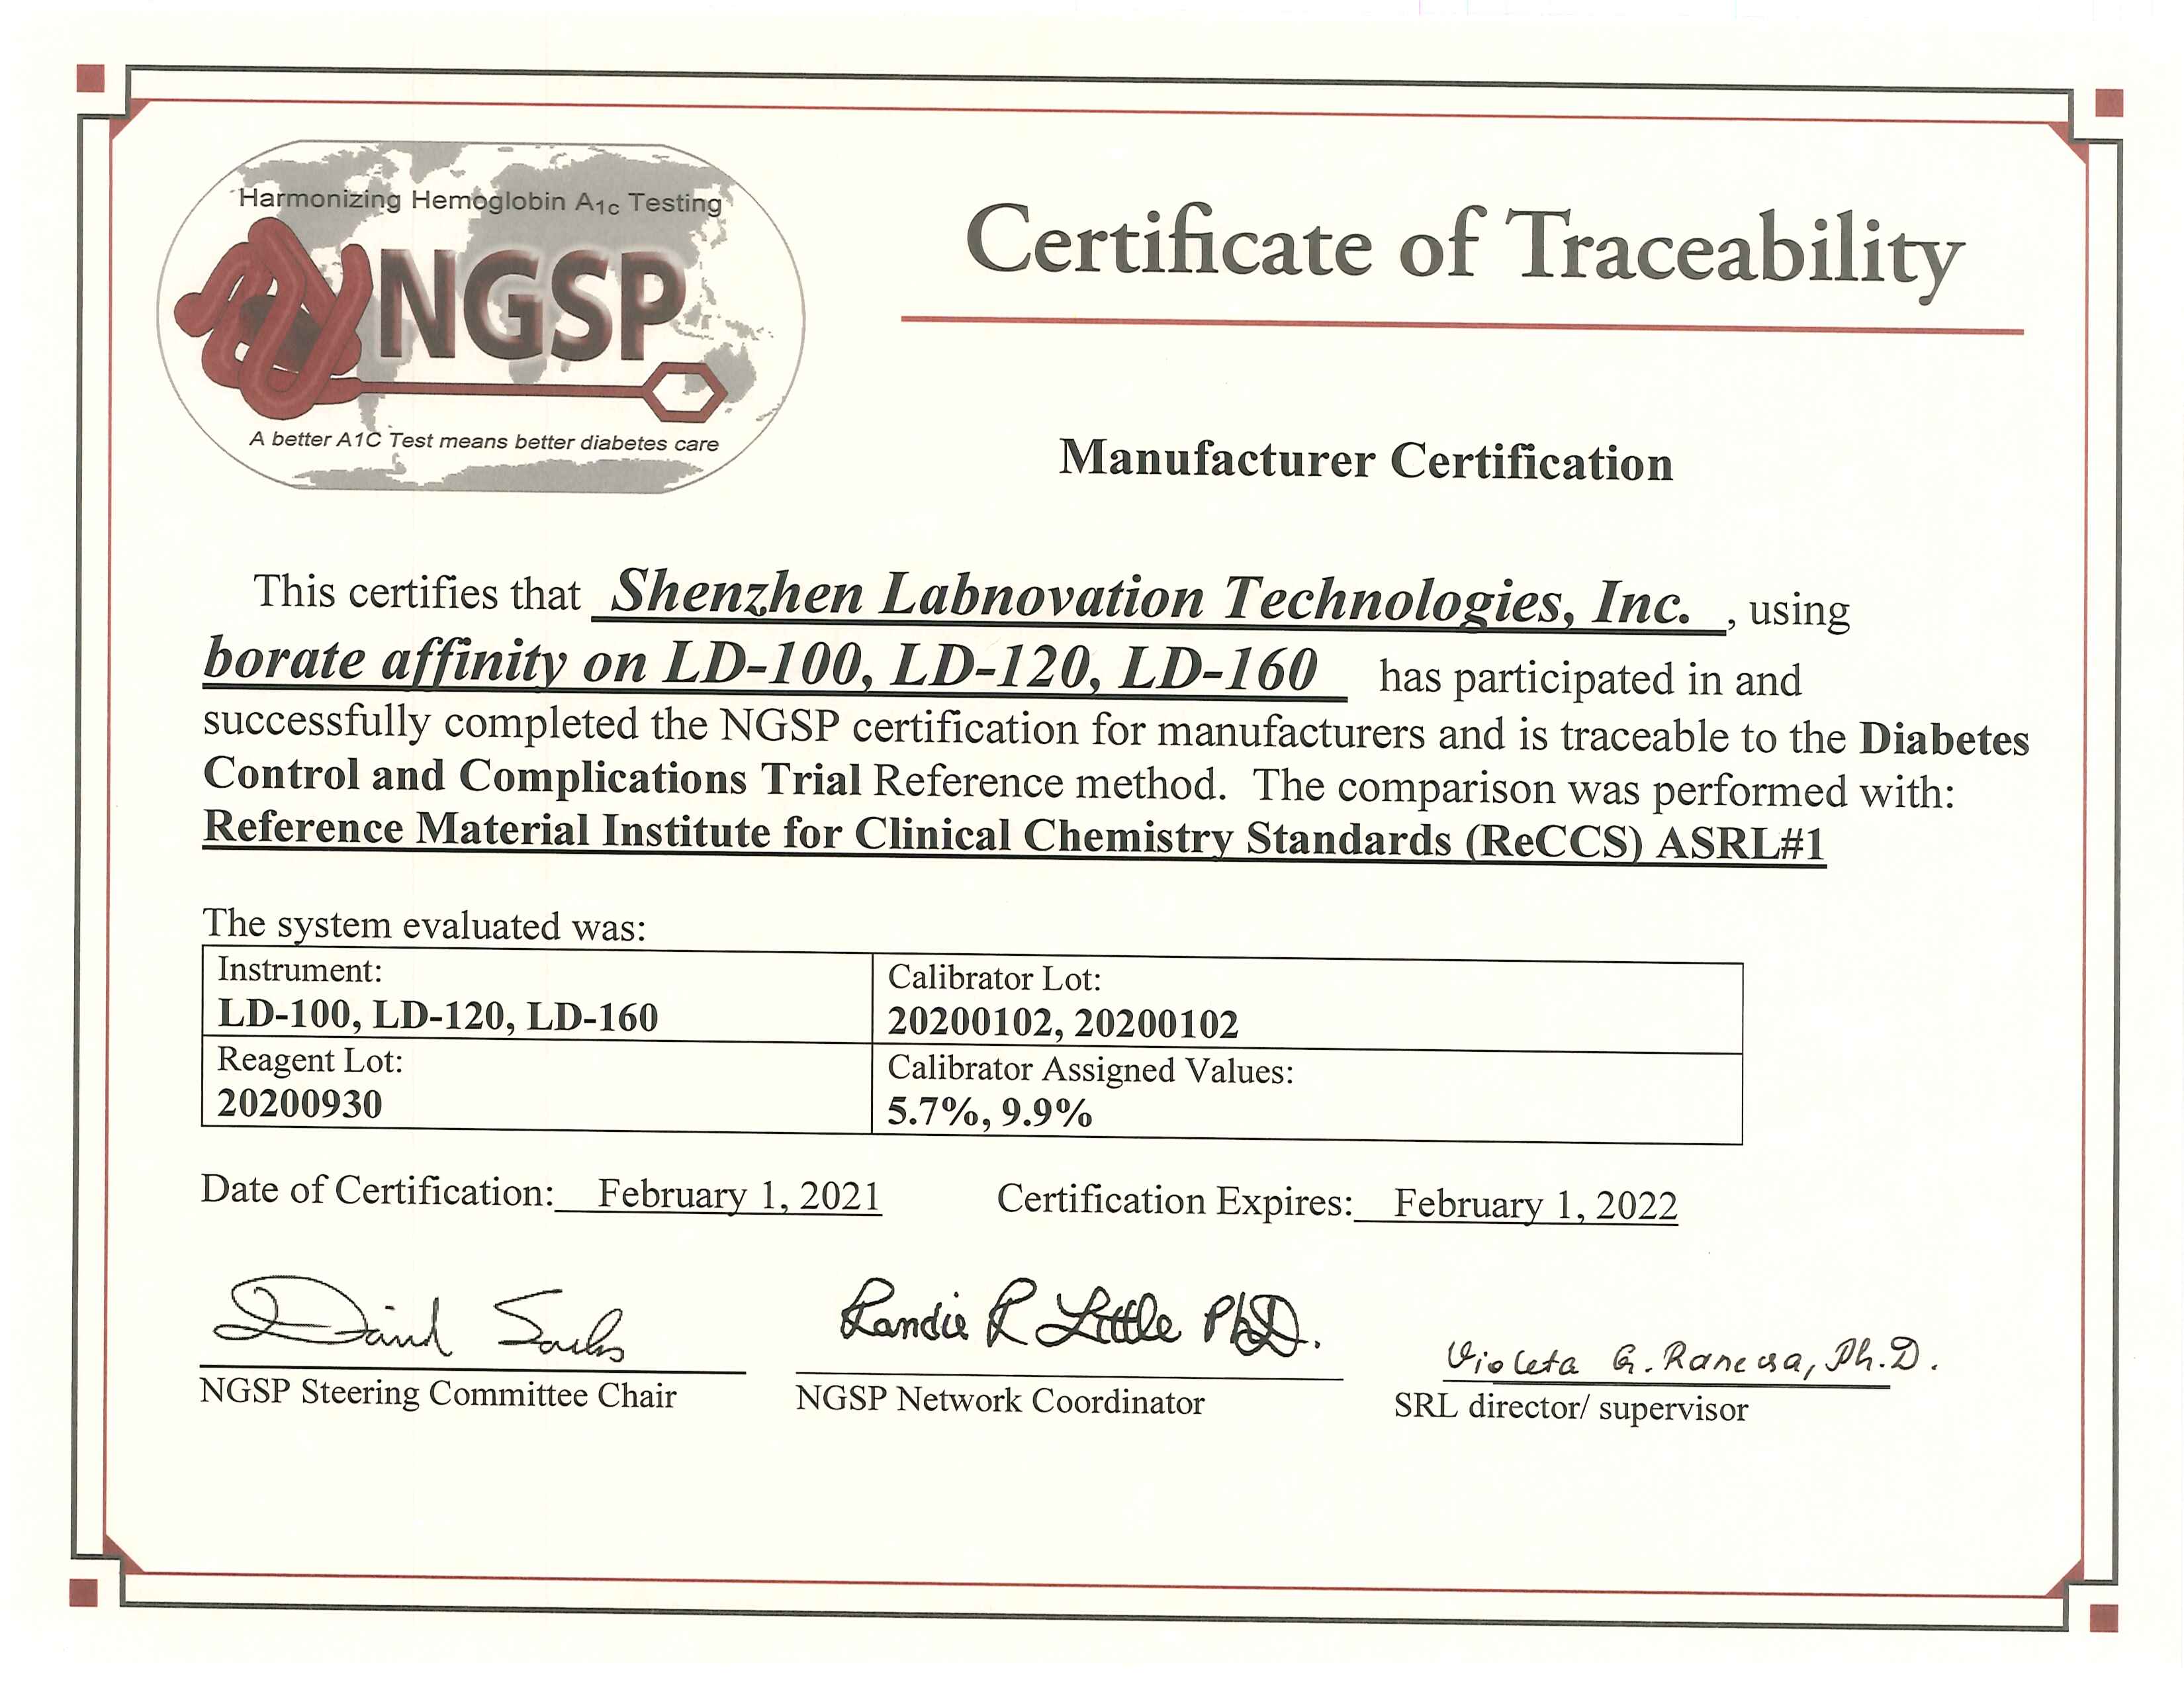 Harmonizing Hemoglobin A1c Testing
NGSP
A better A1C Test means better diabetes care
Certificate of Traceability
Manufacturer Certification
This certifies that Shenzhen Labnovation Technologies, Inc. , using
borate affinity on LD-100, LD-120, LD-160 has participated in and
successfully completed the NGSP certification for manufacturers and is traceable to the Diabetes
Control and Complications Trial Reference method. The comparison was performed with:
Reference Material Institute for Clinical Chemistry Standards (ReCCS) ASRL#1
The system evaluated was:
Instrument:
LD-100, LD-120, LD-160
Calibrator Lot:
20200102, 20200102
Reagent Lot:
20200930
Calibrator Assigned Values:
5.7%, 9.9%
Date of Certification: February 1, 2021 Certification Expires: February 1, 2022
David Sacks
Randie R Little PhD.
Violeta G. Raneva, Ph.D.
NGSP Steering Committee Chair
NGSP Network Coordinator
SRL director/ supervisor